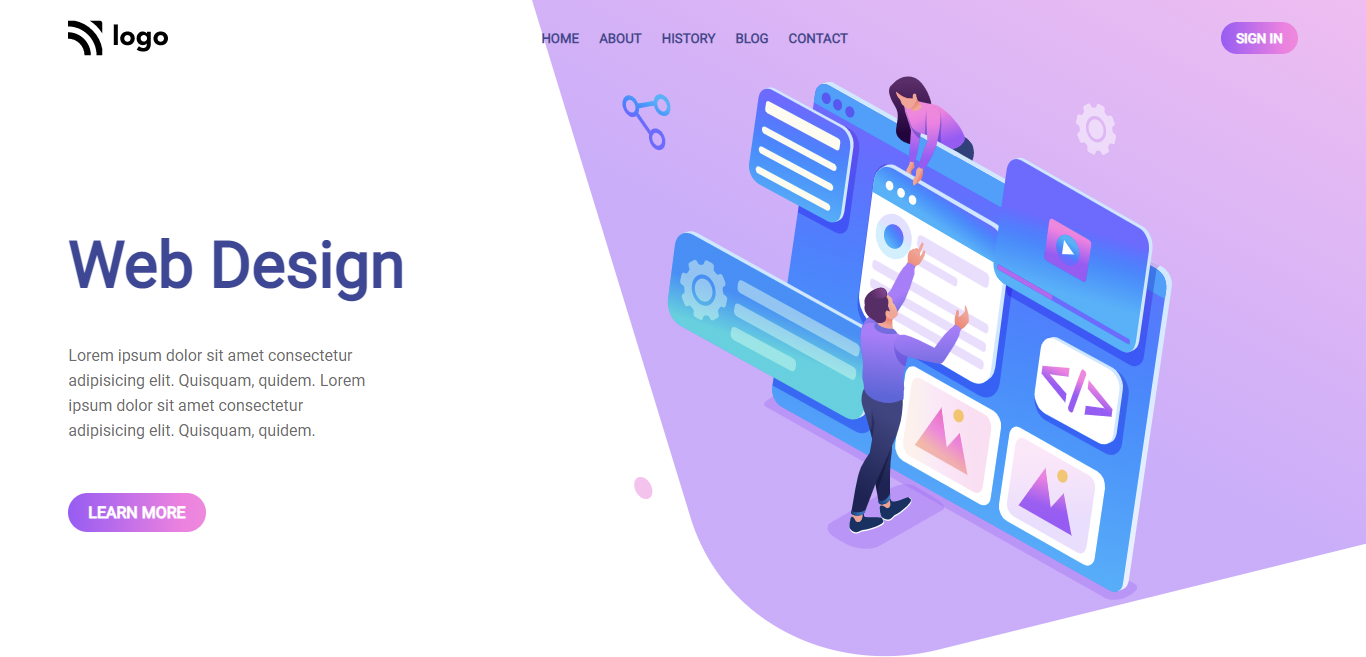 logo
HOME ABOUT HISTORY BLOG CONTACT
SIGN IN
Web Design
Lorem ipsum dolor sit amet consectetur
adipisicing elit. Quisquam, quidem. Lorem
ipsum dolor sit amet consectetur
adipisicing elit. Quisquam, quidem.
LEARN MORE
</>